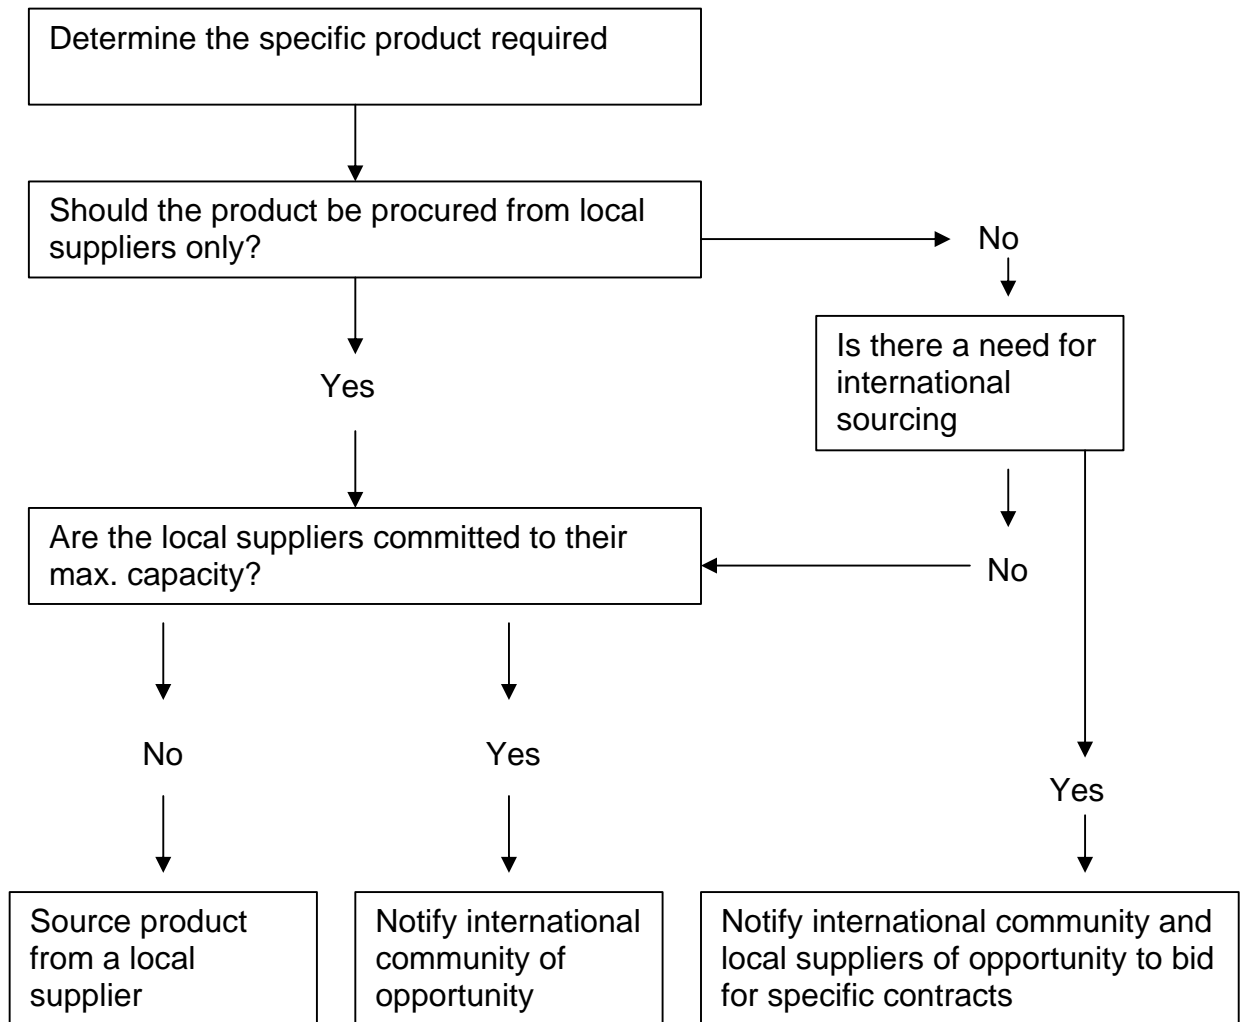 Determine the specific product required
Should the product be procured from local
suppliers only?
No
Yes
Is there a need for
international
sourcing
Are the local suppliers committed to their
max. capacity?
No
No
Yes
Yes
Source product
from a local
supplier
Notify international
community of
opportunity
Notify international community and
local suppliers of opportunity to bid
for specific contracts